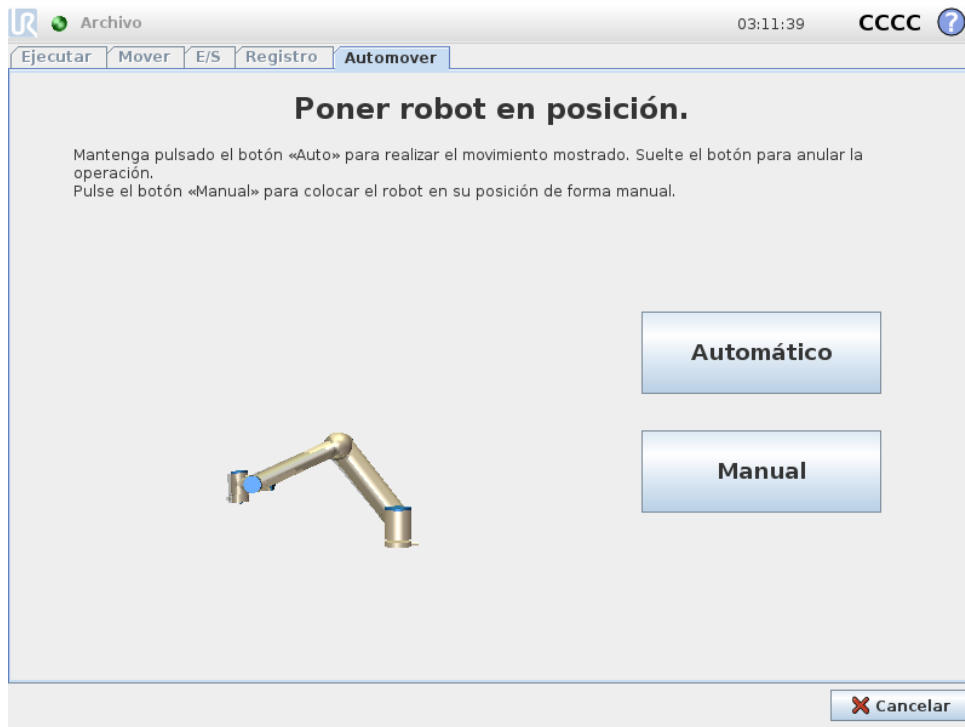 UR Archivo 03:11:39 CCCC ?
Ejecutar Mover E/S Registro Automover
Poner robot en posición.
Mantenga pulsado el botón «Auto» para realizar el movimiento mostrado. Suelte el botón para anular la
operación.
Pulse el botón «Manual» para colocar el robot en su posición de forma manual.
Automático
Manual
Cancelar